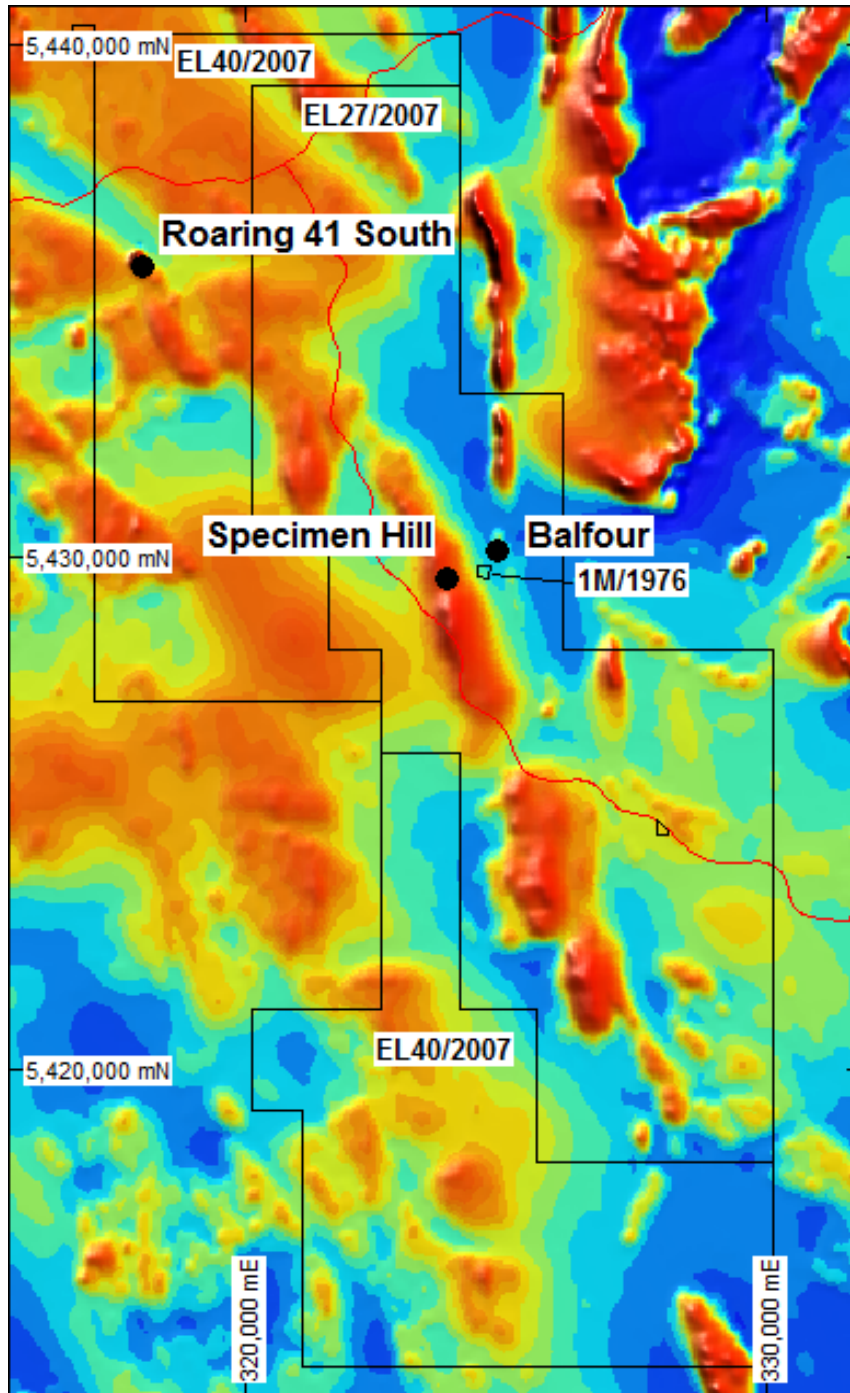 5,440,000 mN
EL40/2007
EL27/2007
Roaring 41 South
Specimen Hill
Balfour
5,430,000 mN
1M/1976
EL40/2007
5,420,000 mN
320,000 mE
330,000 mE